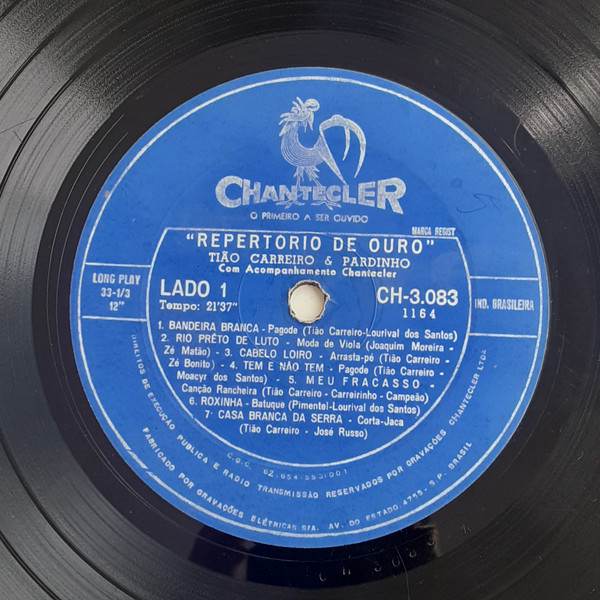 CHANTECLER
O PRIMEIRO A SER OUVIDO
MARCA REGIST
"REPERTORIO DE OURO"
TIÃO CARREIRO & PARDINHO
Com Acompanhamento Chantecler
LONG PLAY
33-1/3
12"
LADO 1
Tempo: 21'37"
CH-3.083
1164
IND. BRASILEIRA
1. BANDEIRA BRANCA - Pagode (Tião Carreiro-Lourival dos Santos)
2. RIO PRÊTO DE LUTO - Moda de Viola (Joaquim Moreira -
Zé Matão) - 3. CABELO LOIRO - Arrasta-pé (Tião Carreiro -
Zé Bonito) - 4. TEM E NÃO TEM - Pagode (Tião Carreiro -
Moacyr dos Santos) - 5. MEU FRACASSO -
Canção Rancheira (Tião Carreiro - Carreirinho - Campeão)
6. ROXINHA - Batuque (Pimentel-Lourival dos Santos)
7- CASA BRANCA DA SERRA - Corta-Jaca
(Tião Carreiro - José Russo)
DIREITOS DE EXECUÇÃO PUBLICA E RADIO TRANSMISSÃO RESERVADOS POR GRAVAÇÕES CHANTECLER LTDA
FABRICADO POR GRAVAÇÕES ELÉTRICAS S/A. AV. DO ESTADO, 4755 - S.P. BRASIL